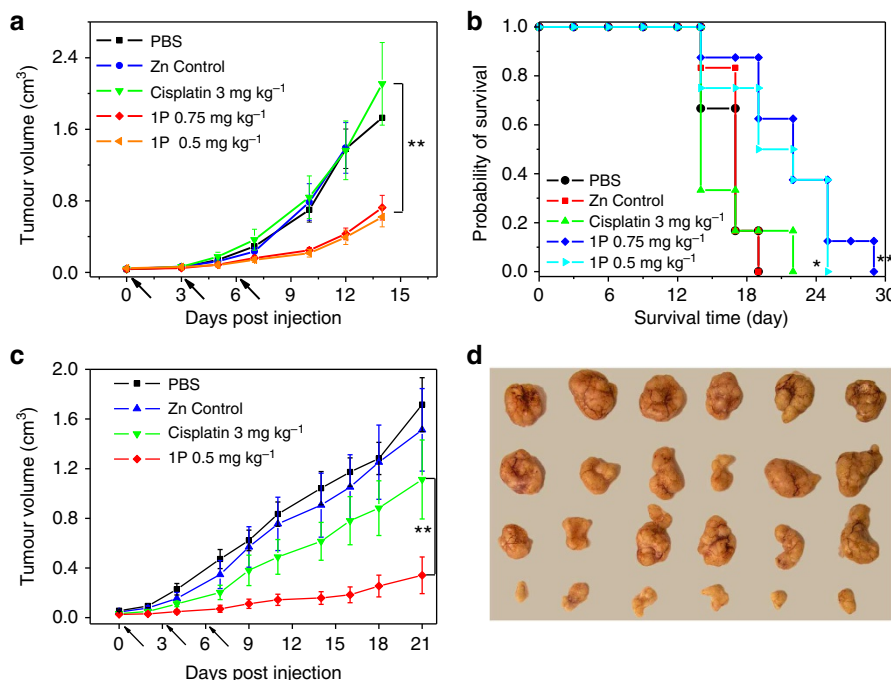 a
Tumour volume (cm³)
2.4
1.6
0.8
0.0
PBS
Zn Control
Cisplatin 3 mg kg⁻¹
1P 0.75 mg kg⁻¹
1P 0.5 mg kg⁻¹
**
0 3 6 9 12 15
Days post injection
b
Probability of survival
1.0
0.8
0.6
0.4
0.2
0.0
PBS
Zn Control
Cisplatin 3 mg kg⁻¹
1P 0.75 mg kg⁻¹
1P 0.5 mg kg⁻¹
* **
0 6 12 18 24 30
Survival time (day)
c
Tumour volume (cm³)
2.0
1.6
1.2
0.8
0.4
0.0
PBS
Zn Control
Cisplatin 3 mg kg⁻¹
1P 0.5 mg kg⁻¹
**
0 3 6 9 12 15 18 21
Days post injection
d